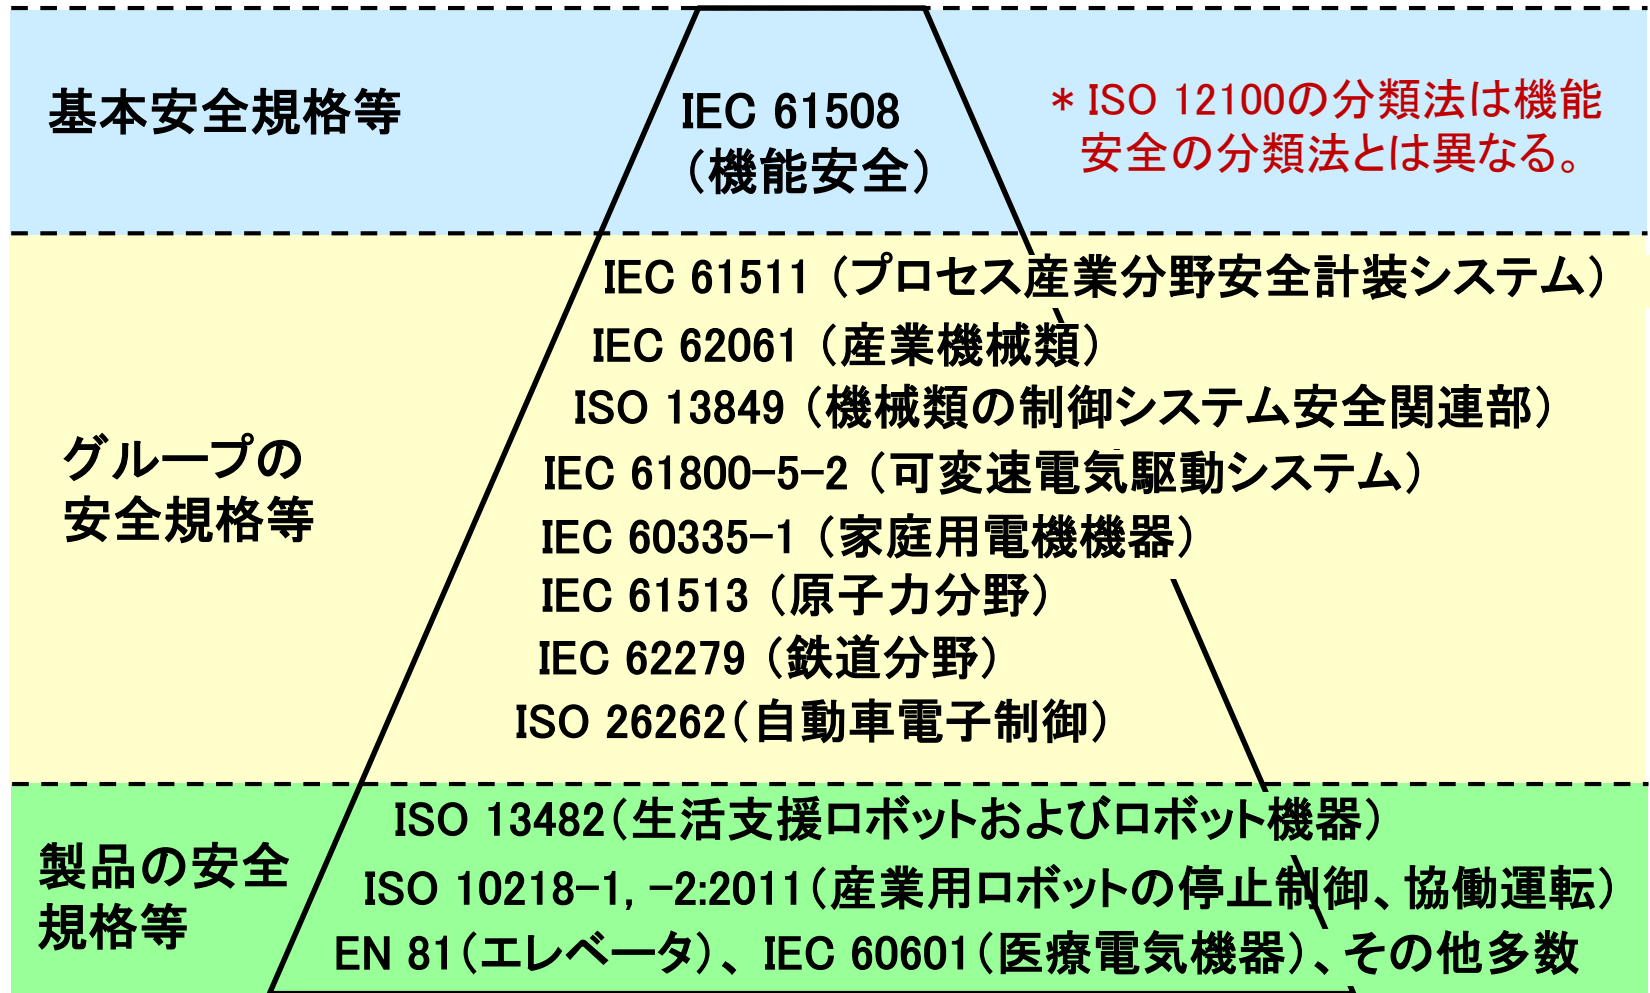 基本安全規格等
IEC 61508
（機能安全）
* ISO 12100の分類法は機能
安全の分類法とは異なる。
グループの
安全規格等
IEC 61511（プロセス産業分野安全計装システム）
IEC 62061（産業機械類）
ISO 13849（機械類の制御システム安全関連部）
IEC 61800-5-2（可変速電気駆動システム）
IEC 60335-1（家庭用電機機器）
IEC 61513（原子力分野）
IEC 62279（鉄道分野）
ISO 26262（自動車電子制御）
製品の安全
規格等
ISO 13482（生活支援ロボットおよびロボット機器）
ISO 10218-1, -2:2011（産業用ロボットの停止制御、協働運転）
EN 81（エレベータ）、IEC 60601（医療電気機器）、その他多数